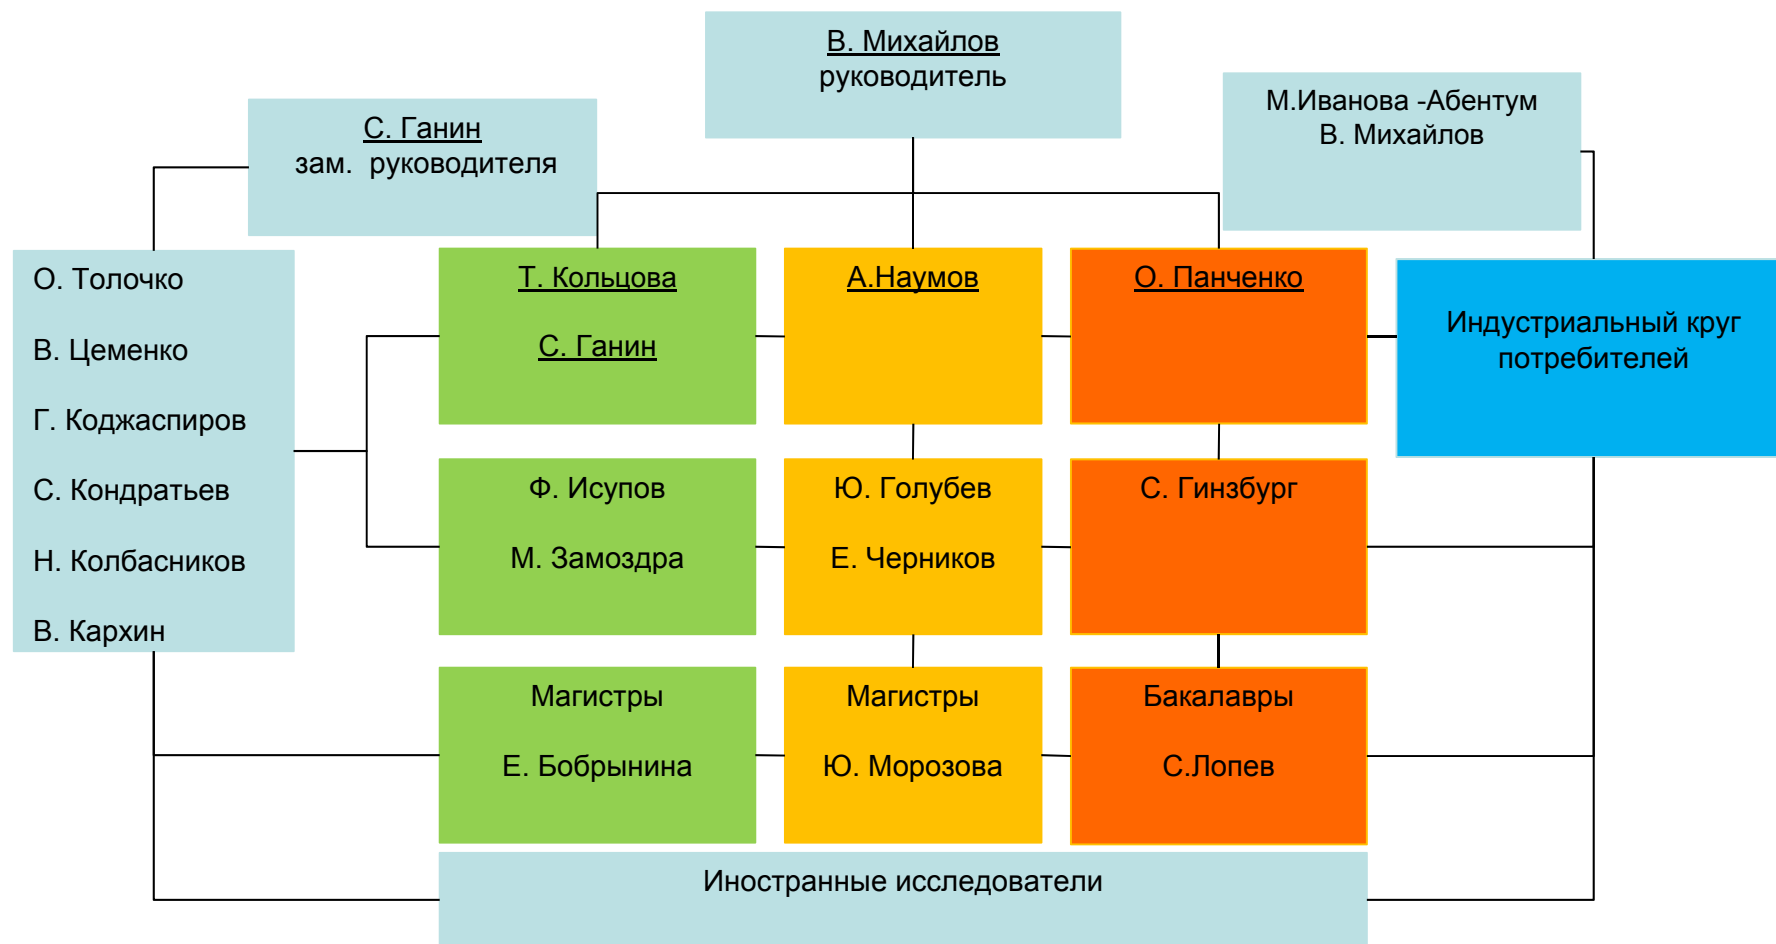 В. Михайлов
руководитель
С. Ганин
зам. руководителя
М.Иванова -Абентум
В. Михайлов
О. Толочко
В. Цеменко
Г. Коджаспиров
С. Кондратьев
Н. Колбасников
В. Кархин
Т. Кольцова
С. Ганин
А.Наумов
О. Панченко
Индустриальный круг
потребителей
Ф. Исупов
М. Замоздра
Ю. Голубев
Е. Черников
С. Гинзбург
Магистры
Е. Бобрынина
Магистры
Ю. Морозова
Бакалавры
С.Лопев
Иностранные исследователи